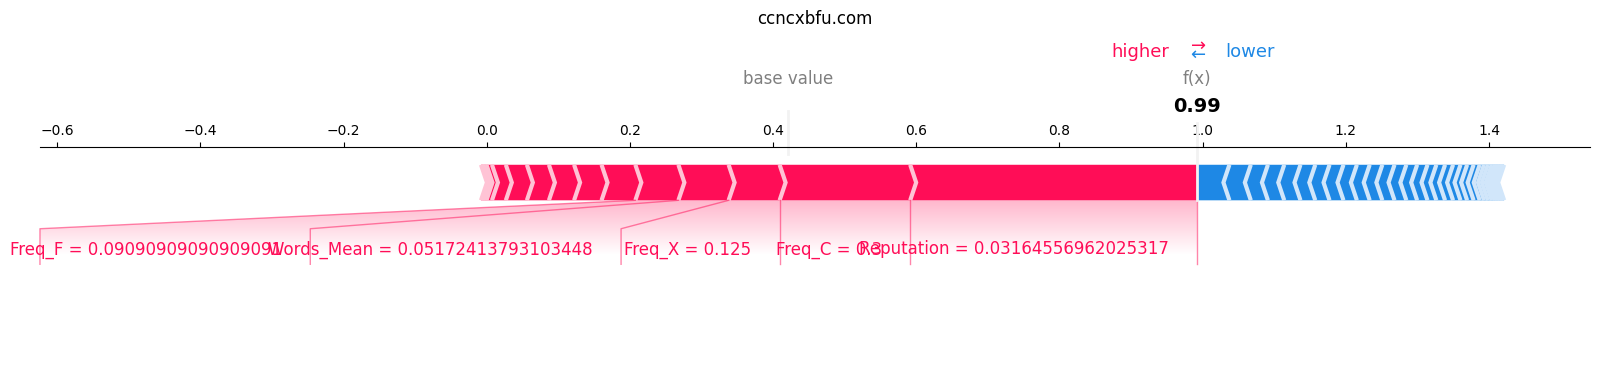 ccncxbfu.com
higher ⇄ lower
base value f(x)
0.99
−0.6 −0.4 −0.2 0.0 0.2 0.4 0.6 0.8 1.0 1.2 1.4
Freq_F = 0.09090909090909091 Words_Mean = 0.05172413793103448 Freq_X = 0.125 Freq_C = 0.3 Reputation = 0.03164556962025317